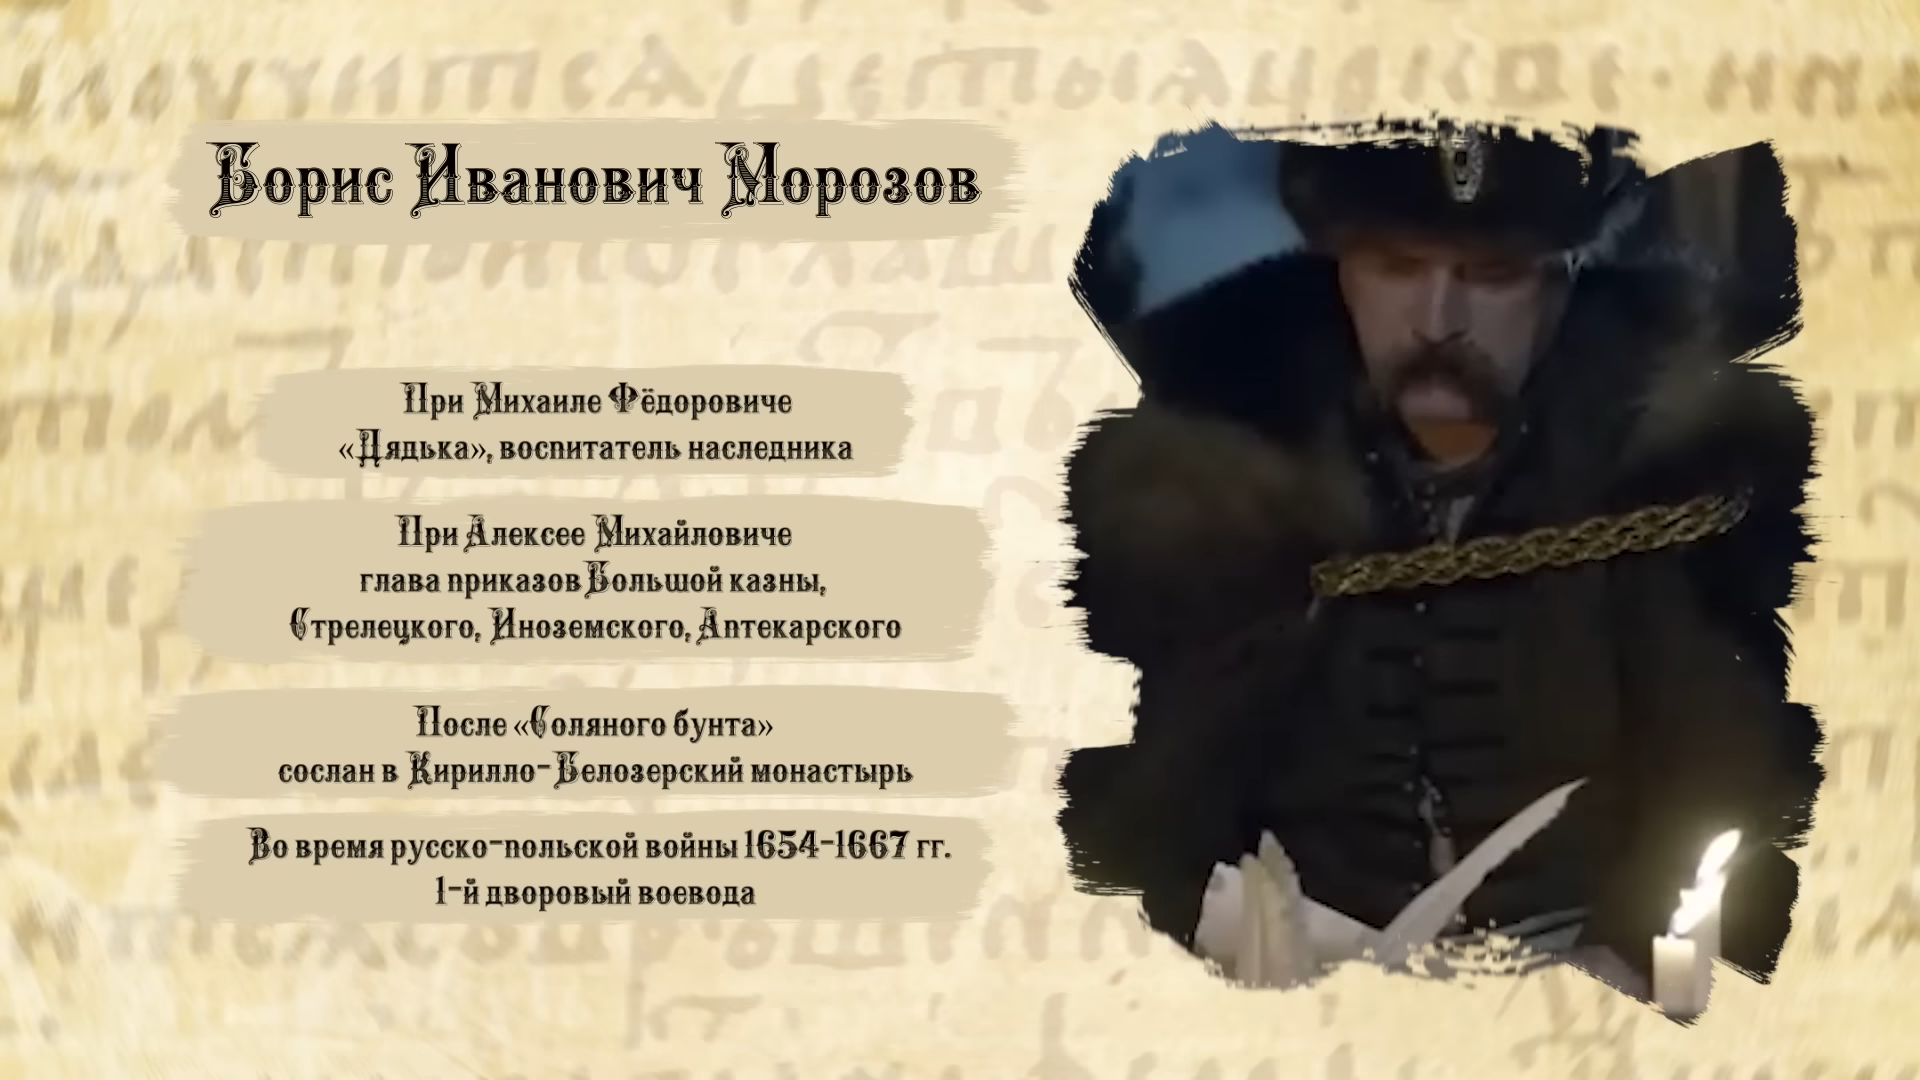 Борис Иванович Морозов
При Михаиле Фёдоровиче
«Дядька», воспитатель наследника
При Алексее Михайловиче
глава приказов Большой казны,
Стрелецкого, Иноземского, Аптекарского
После «Соляного бунта»
сослан в Кирилло-Белозерский монастырь
Во время русско-польской войны 1654-1667 гг.
1-й дворовый воевода